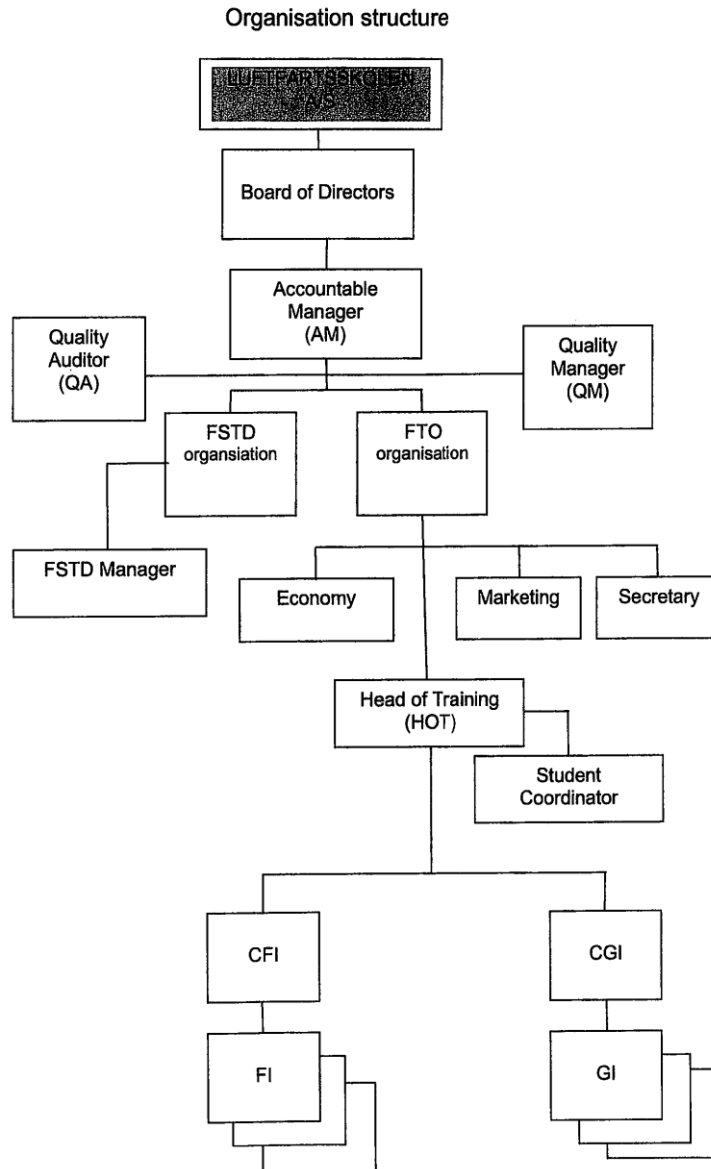 Organisation structure
LUFTFARTSSKOLEN
A/S
Board of Directors
Accountable
Manager
(AM)
Quality
Auditor
(QA)
Quality
Manager
(QM)
FSTD
organsiation
FTO
organisation
FSTD Manager
Economy
Marketing
Secretary
Head of Training
(HOT)
Student
Coordinator
CFI
CGI
FI
GI